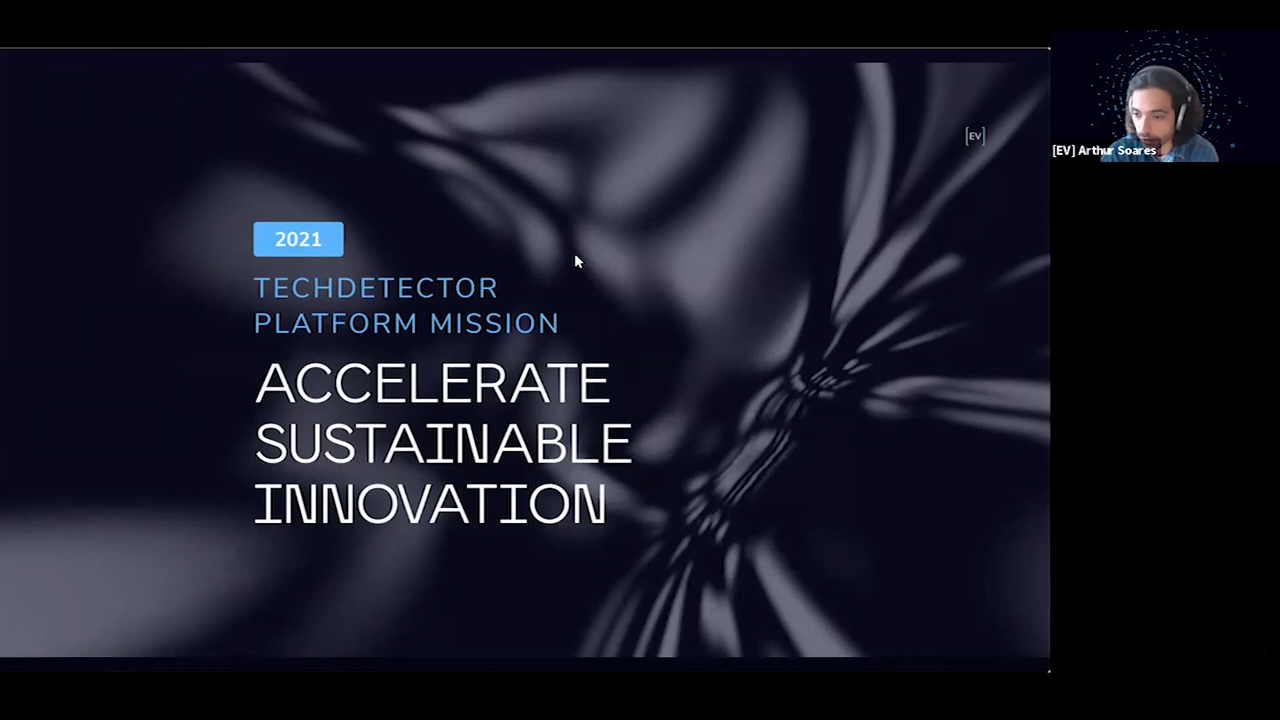 [EV]
2021
TECHDETECTOR
PLATFORM MISSION
ACCELERATE
SUSTAINABLE
INNOVATION
[EV] Arthur Soares